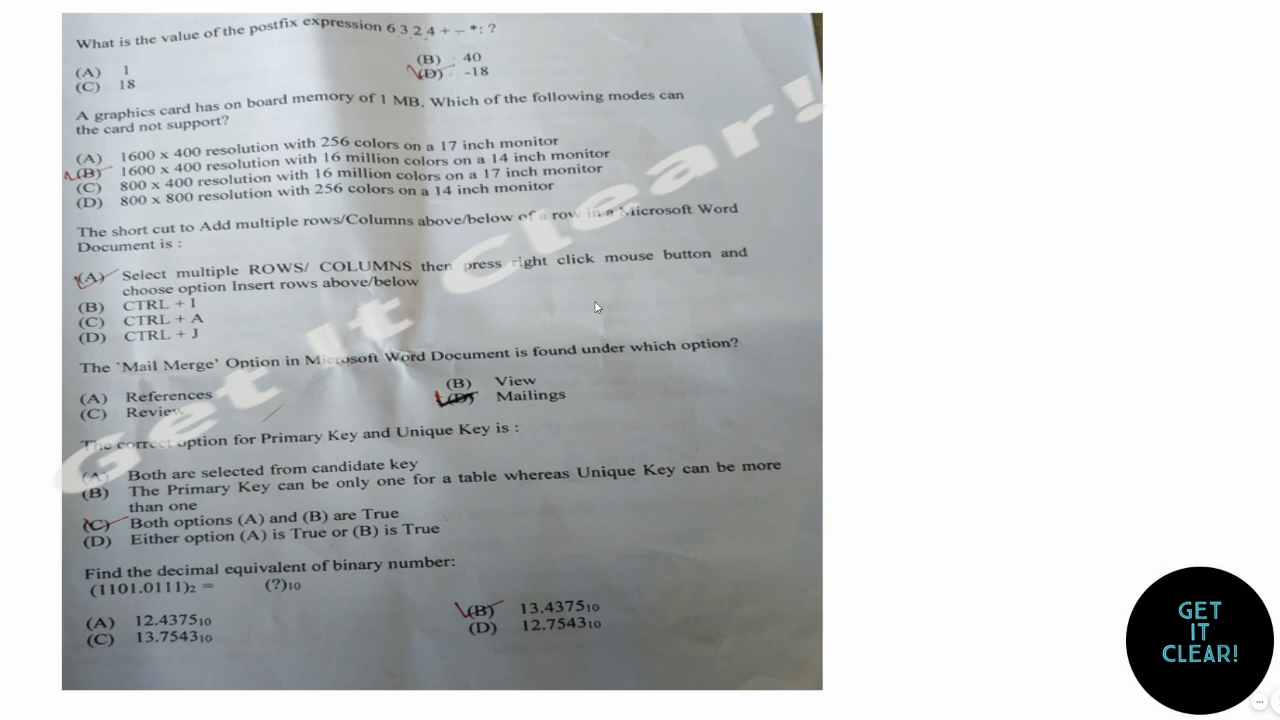 What is the value of the postfix expression 6 3 2 4 + – *: ?
(A) 1
(B) 40
(C) 18
(D) -18
A graphics card has on board memory of 1 MB. Which of the following modes can
the card not support?
(A) 1600 x 400 resolution with 256 colors on a 17 inch monitor
(B) 1600 x 400 resolution with 16 million colors on a 14 inch monitor
(C) 800 x 400 resolution with 16 million colors on a 17 inch monitor
(D) 800 x 800 resolution with 256 colors on a 14 inch monitor
The short cut to Add multiple rows/Columns above/below of a row in a Microsoft Word
Document is :
(A) Select multiple ROWS/ COLUMNS then press right click mouse button and
choose option Insert rows above/below
(B) CTRL + I
(C) CTRL + A
(D) CTRL + J
The `Mail Merge' Option in Microsoft Word Document is found under which option?
(A) References
(B) View
(C) Review
(D) Mailings
The correct option for Primary Key and Unique Key is :
(A) Both are selected from candidate key
(B) The Primary Key can be only one for a table whereas Unique Key can be more
than one
(C) Both options (A) and (B) are True
(D) Either option (A) is True or (B) is True
Find the decimal equivalent of binary number:
(1101.0111)₂ = (?)₁₀
(A) 12.4375₁₀
(B) 13.4375₁₀
(C) 13.7543₁₀
(D) 12.7543₁₀
Get It Clear!
GET
IT
CLEAR!